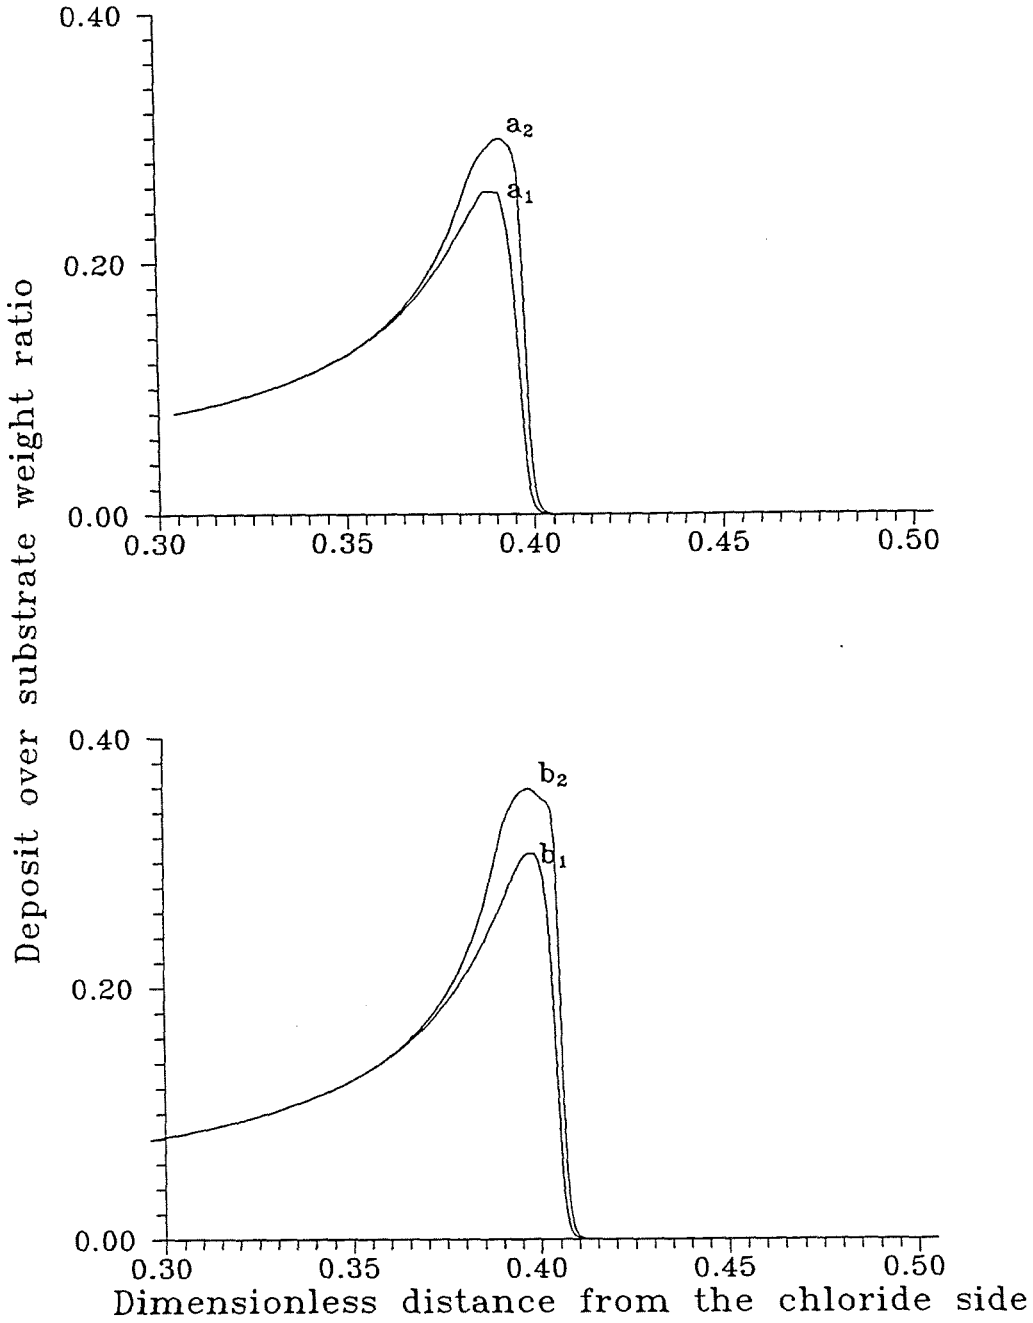 0.40
a2
a1
0.20
0.00
0.30 0.35 0.40 0.45 0.50
Deposit over substrate weight ratio
0.40
b2
b1
0.20
0.00
0.30 0.35 0.40 0.45 0.50
Dimensionless distance from the chloride side